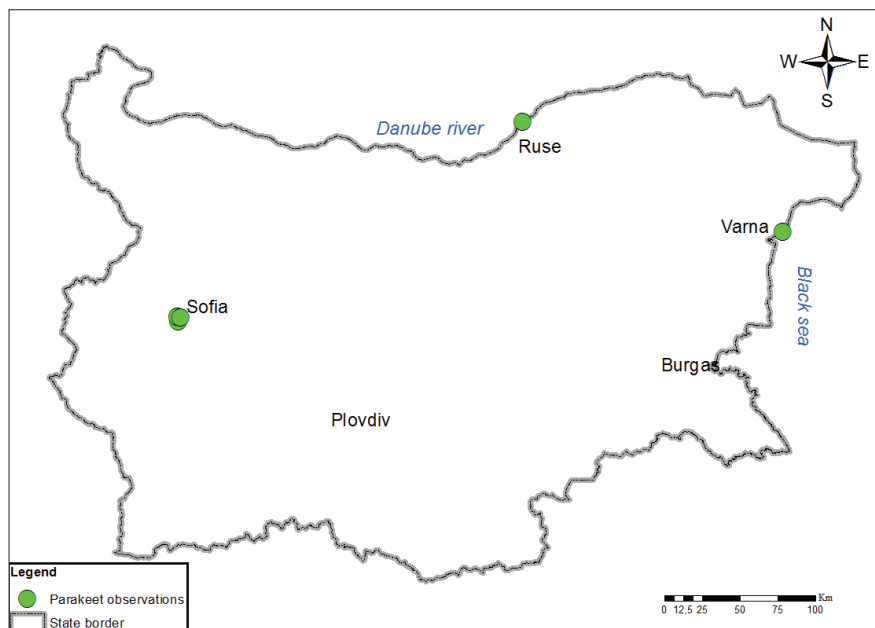 N
W E
S
Danube river
Ruse
Varna
Black sea
Sofia
Burgas
Plovdiv
Legend
Parakeet observations
State border
Km
0 12,5 25 50 75 100